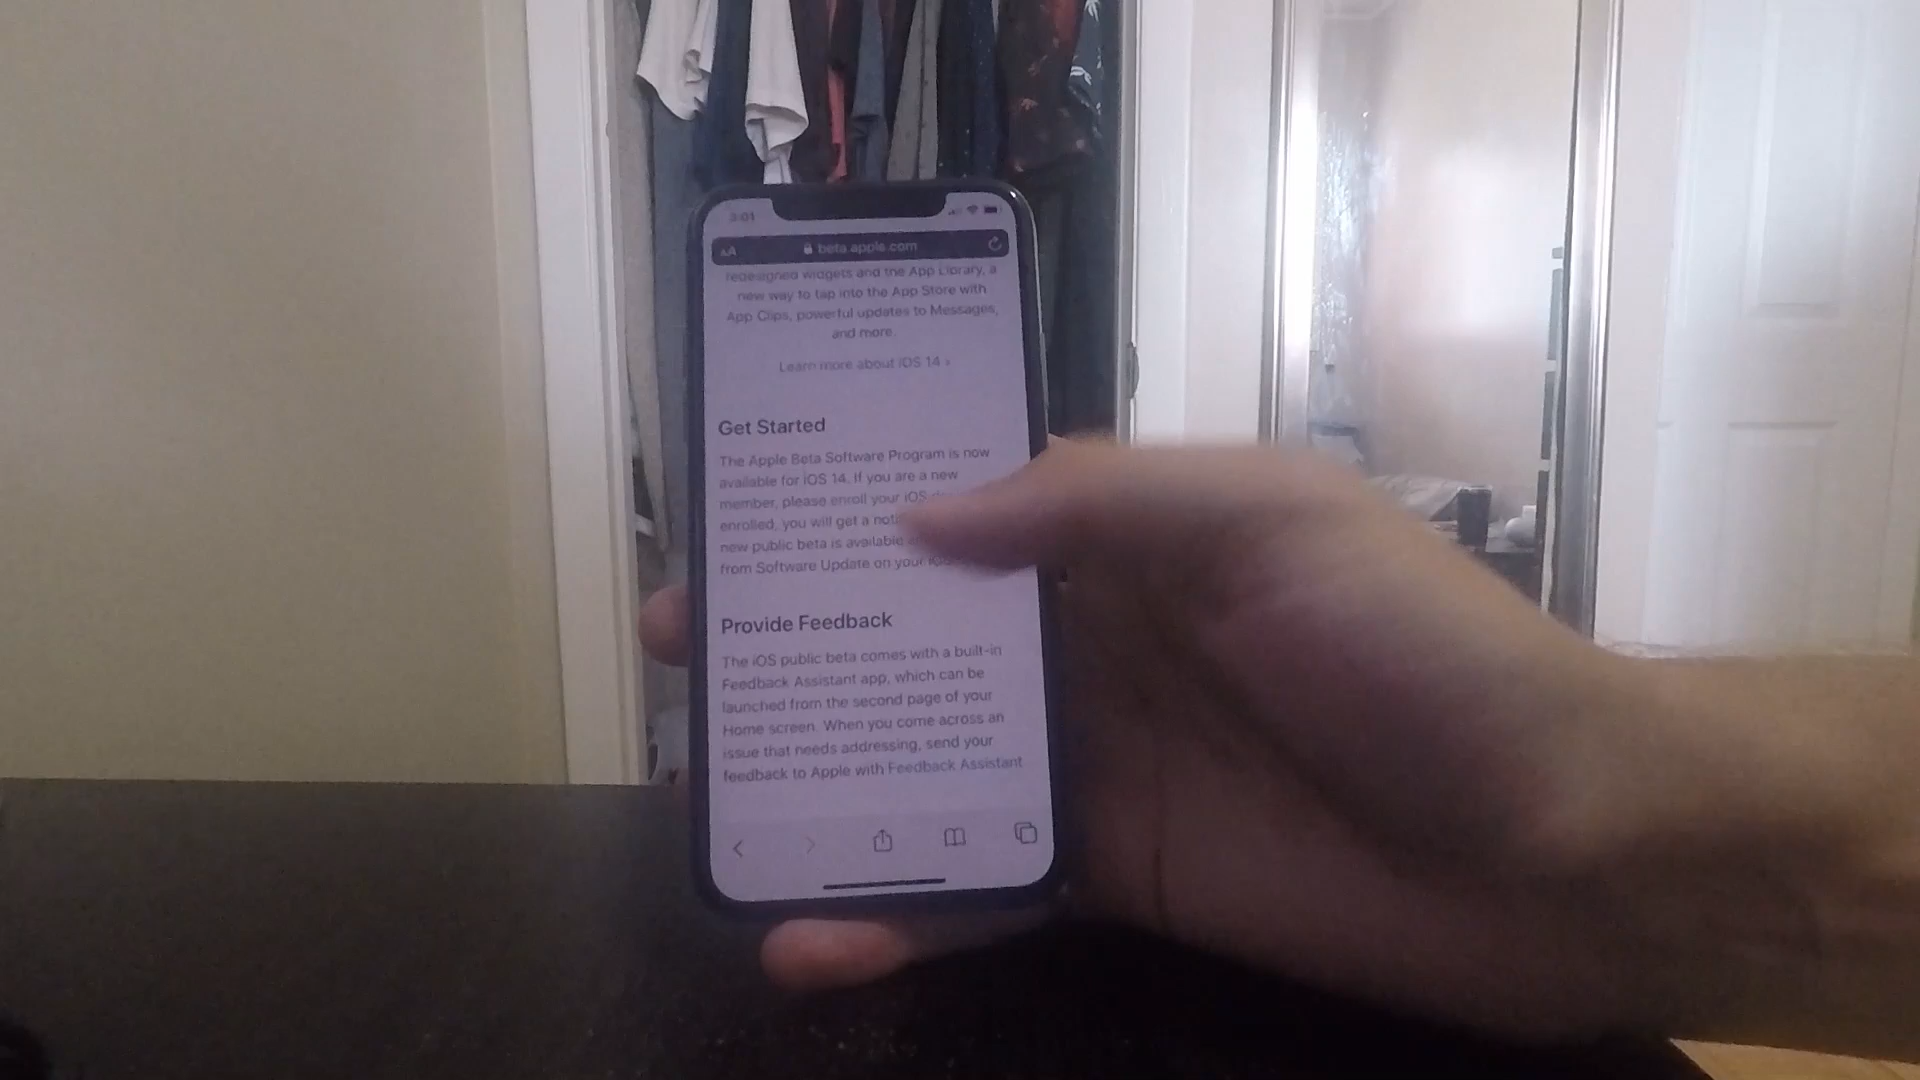 3:01
AA beta.apple.com
redesigned widgets and the App Library, a
new way to tap into the App Store with
App Clips, powerful updates to Messages,
and more.
Learn more about iOS 14 ›
Get Started
The Apple Beta Software Program is now
available for iOS 14. If you are a new
member, please enroll your iOS
enrolled, you will get a
new public beta is available
from Software Update on your
Provide Feedback
The iOS public beta comes with a built-in
Feedback Assistant app, which can be
launched from the second page of your
Home screen. When you come across an
issue that needs addressing, send your
feedback to Apple with Feedback Assistant